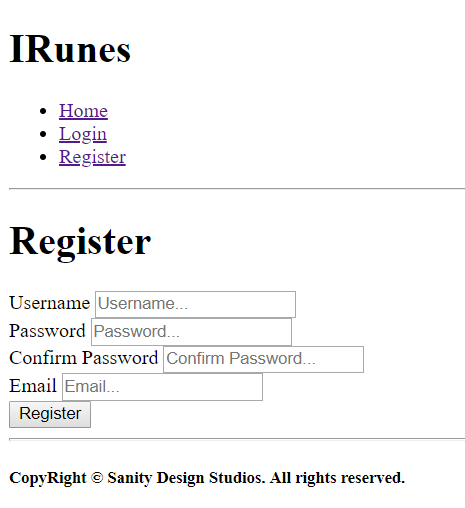 IRunes
Home
Login
Register
Register
Username Username...
Password Password...
Confirm Password Confirm Password...
Email Email...
Register
CopyRight © Sanity Design Studios. All rights reserved.